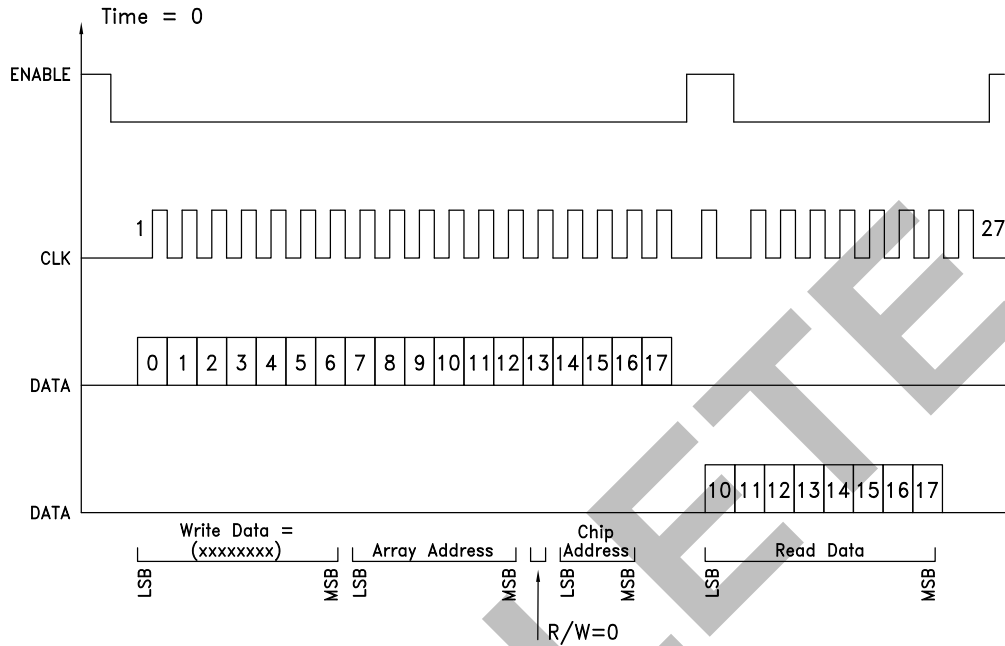 Time = 0
ENABLE
1
27
CLK
0 1 2 3 4 5 6 7 8 9 10 11 12 13 14 15 16 17
DATA
10 11 12 13 14 15 16 17
DATA
Write Data =
(xxxxxxxx)
Array Address
Chip
Address
Read Data
LSB
MSB
LSB
MSB
LSB
MSB
LSB
MSB
R/W=0
LETE
LETE